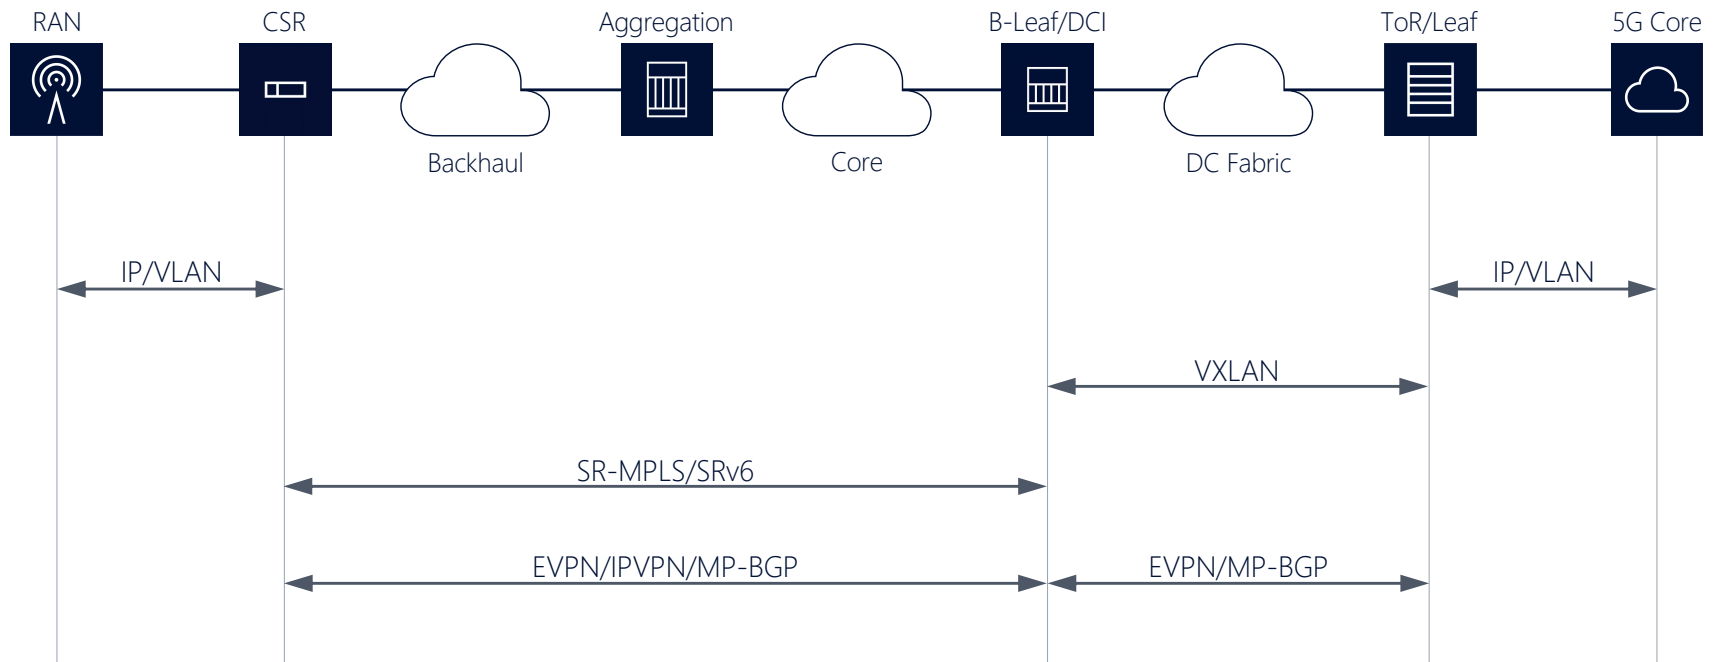 RAN
CSR
Aggregation
B-Leaf/DCI
ToR/Leaf
5G Core
Backhaul
Core
DC Fabric
IP/VLAN
IP/VLAN
VXLAN
SR-MPLS/SRv6
EVPN/IPVPN/MP-BGP
EVPN/MP-BGP